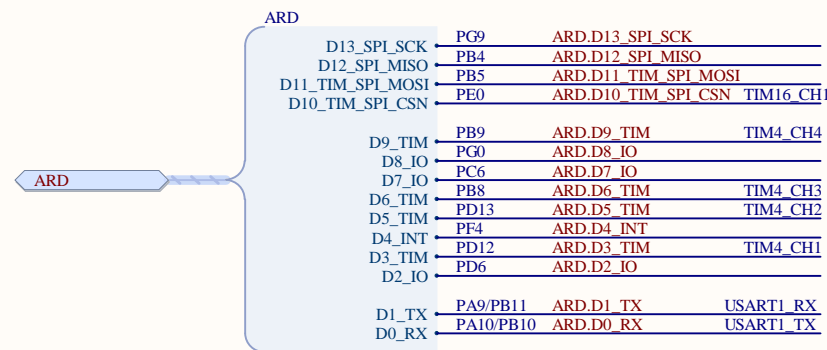 ARD
D13_SPI_SCK PG9 ARD.D13_SPI_SCK
D12_SPI_MISO PB4 ARD.D12_SPI_MISO
D11_TIM_SPI_MOSI PB5 ARD.D11_TIM_SPI_MOSI
D10_TIM_SPI_CSN PE0 ARD.D10_TIM_SPI_CSN TIM16_CH1
D9_TIM PB9 ARD.D9_TIM TIM4_CH4
D8_IO PG0 ARD.D8_IO
D7_IO PC6 ARD.D7_IO
ARD
D6_TIM PB8 ARD.D6_TIM TIM4_CH3
D5_TIM PD13 ARD.D5_TIM TIM4_CH2
D4_INT PF4 ARD.D4_INT
D3_TIM PD12 ARD.D3_TIM TIM4_CH1
D2_IO PD6 ARD.D2_IO
D1_TX PA9/PB11 ARD.D1_TX USART1_RX
D0_RX PA10/PB10 ARD.D0_RX USART1_TX